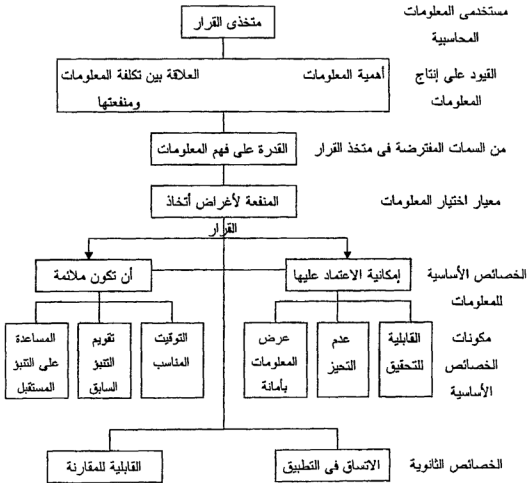 مستخدمى المعلومات
المحاسبية
متخذى القرار
القيود على إنتاج
المعلومات
أهمية المعلومات
العلاقة بين تكلفة المعلومات
ومنفعتها
من السمات المفترضة فى متخذ القرار
القدرة على فهم المعلومات
معيار اختيار المعلومات
المنفعة لأغراض أتخاذ
القرار
الخصائص الأساسية
للمعلومات
إمكانية الاعتماد عليها
أن تكون ملائمة
مكونات
الخصائص
الأساسية
القابلية
للتحقيق
عدم
التحيز
عرض
المعلومات
بأمانة
التوقيت
المناسب
تقويم
التنبؤ
السابق
المساعدة
على التنبؤ
المستقبل
الخصائص الثانوية
الاتساق فى التطبيق
القابلية للمقارنة